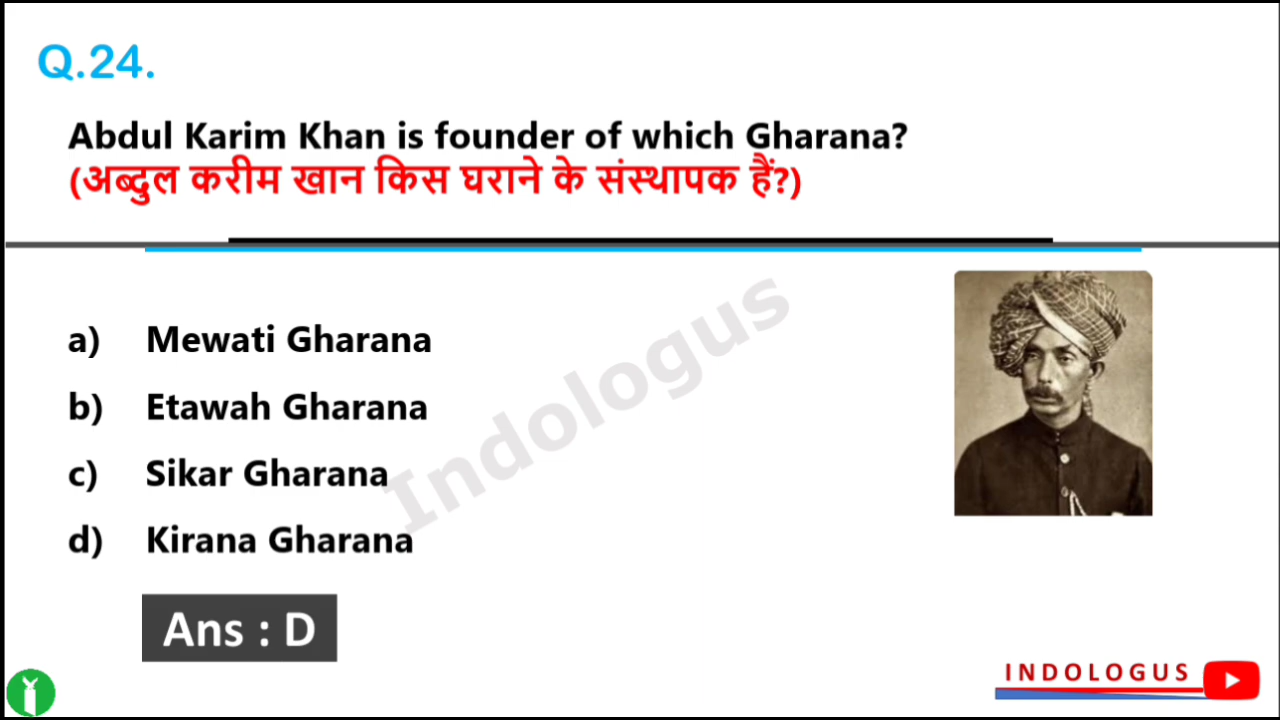 Q.24.
Abdul Karim Khan is founder of which Gharana?
(अब्दुल करीम खान किस घराने के संस्थापक हैं?)
a) Mewati Gharana
b) Etawah Gharana
c) Sikar Gharana
d) Kirana Gharana
Indologus
Ans : D
INDOLOGUS